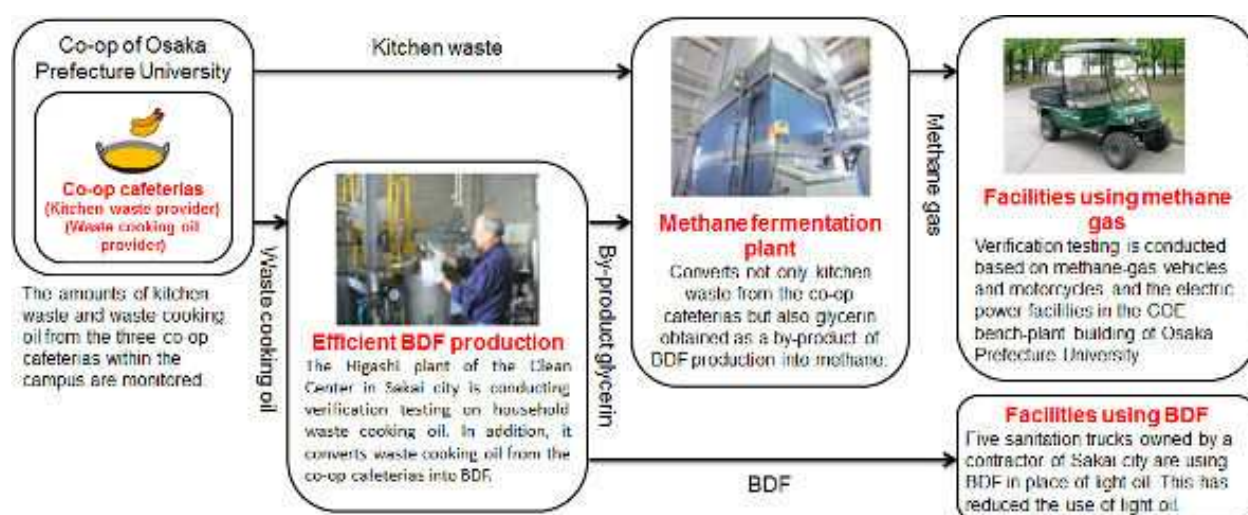 Co-op of Osaka
Prefecture University
Co-op cafeterias
(Kitchen waste provider)
(Waste cooking oil
provider)
The amounts of kitchen
waste and waste cooking
oil from the three co op
cafeterias within the
campus are monitored.
Kitchen waste
Waste cooking oil
Efficient BDF production
The Higashi plant of the Clean
Center in Sakai city is conducting
verification testing on household
waste cooking oil. In addition, it
converts waste cooking oil from the
co-op cafeterias into BDF.
By-product glycerin
Methane fermentation
plant
Converts not only kitchen
waste from the co-op
cafeterias but also glycerin
obtained as a by-product of
BDF production into methane.
Methane gas
Facilities using methane
gas
Verification testing is conducted
based on methane-gas vehicles
and motorcycles and the electric
power facilities in the COE
bench-plant building of Osaka
Prefecture University
BDF
Facilities using BDF
Five sanitation trucks owned by a
contractor of Sakai city are using
BDF in place of light oil. This has
reduced the use of light oil.